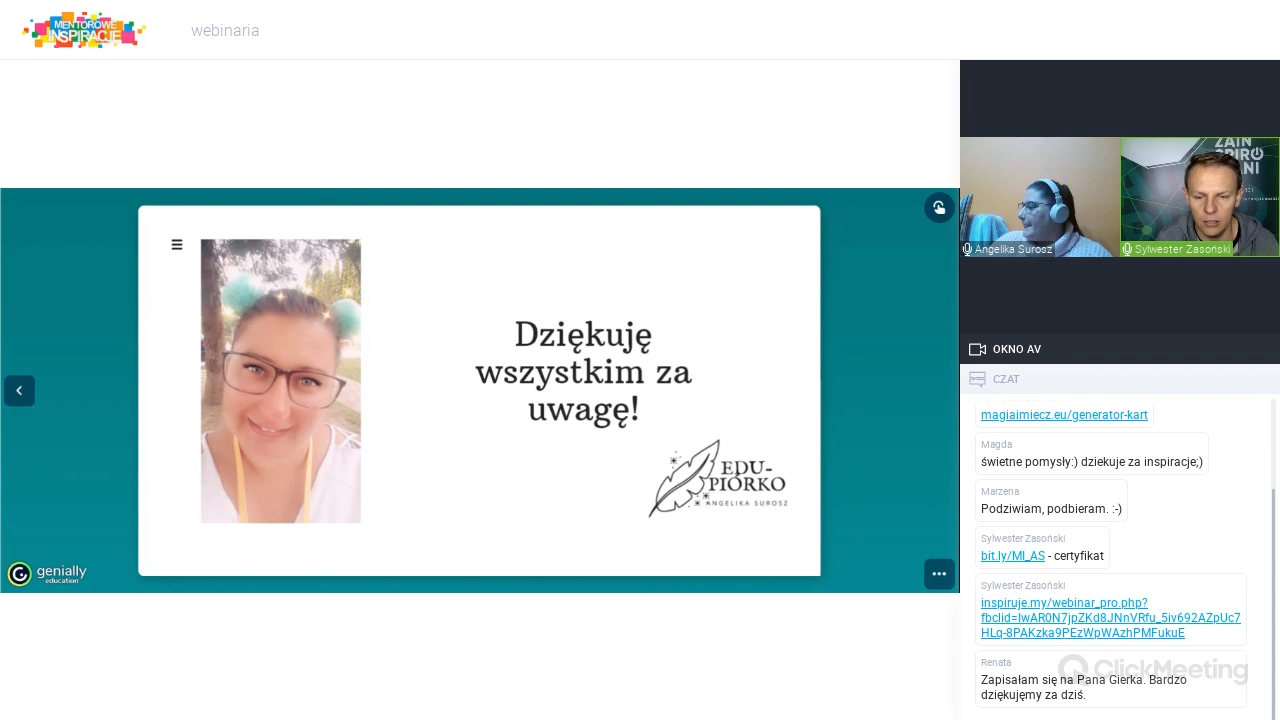 MENTOROWE
INSPIRACJE
webinaria
Dziękuję
wszystkim za
uwagę!
EDU-
PIÓRKO
ANGELIKA SUROSZ
genially
education
ZAIN
SPIRO
WANI
Angelika Surosz
Sylwester Zasoński
OKNO AV
CZAT
magiaimiecz.eu/generator-kart
Magda
świetne pomysły:) dziekuje za inspiracje;)
Marzena
Podziwiam, podbieram. :-)
Sylwester Zasoński
bit.ly/MI_AS - certyfikat
Sylwester Zasoński
inspiruje.my/webinar_pro.php?
fbclid=IwAR0N7jpZKd8JNnVRfu_5iv692AZpUc7
HLq-8PAKzka9PEzWpWAzhPMFukuE
Renata
Zapisałam się na Pana Gierka. Bardzo
dziękujemy za dziś.
ClickMeeting